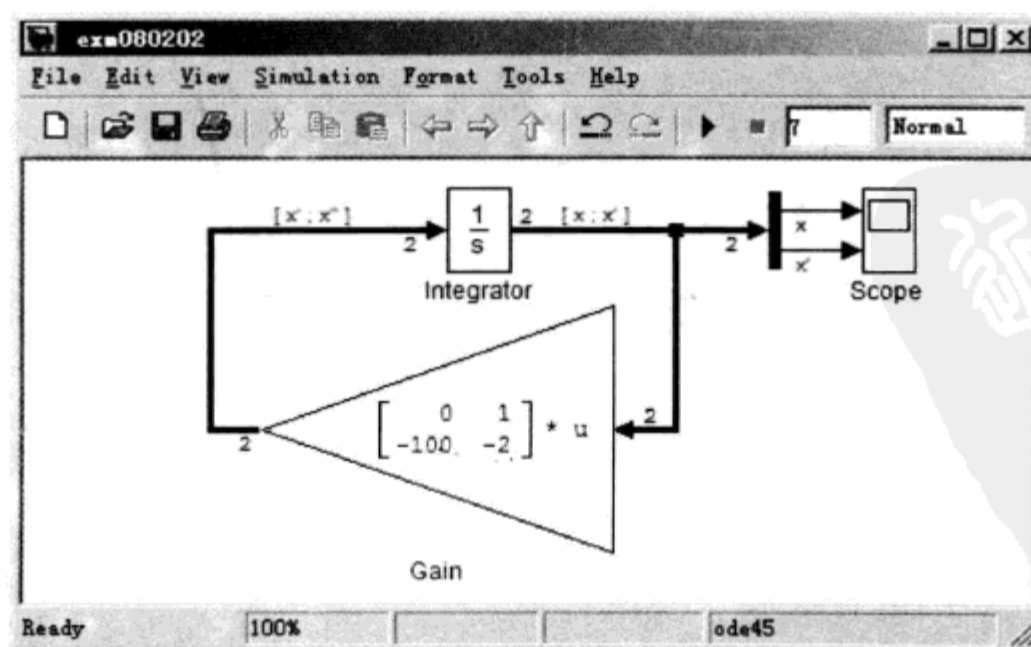 exm080202
File Edit View Simulation Format Tools Help
7 Normal
[x';x"] 2 1/s 2 [x;x'] 2 x
x'
Integrator Scope
[0 1
-100 -2] * u
2
2
Gain
Ready 100% ode45